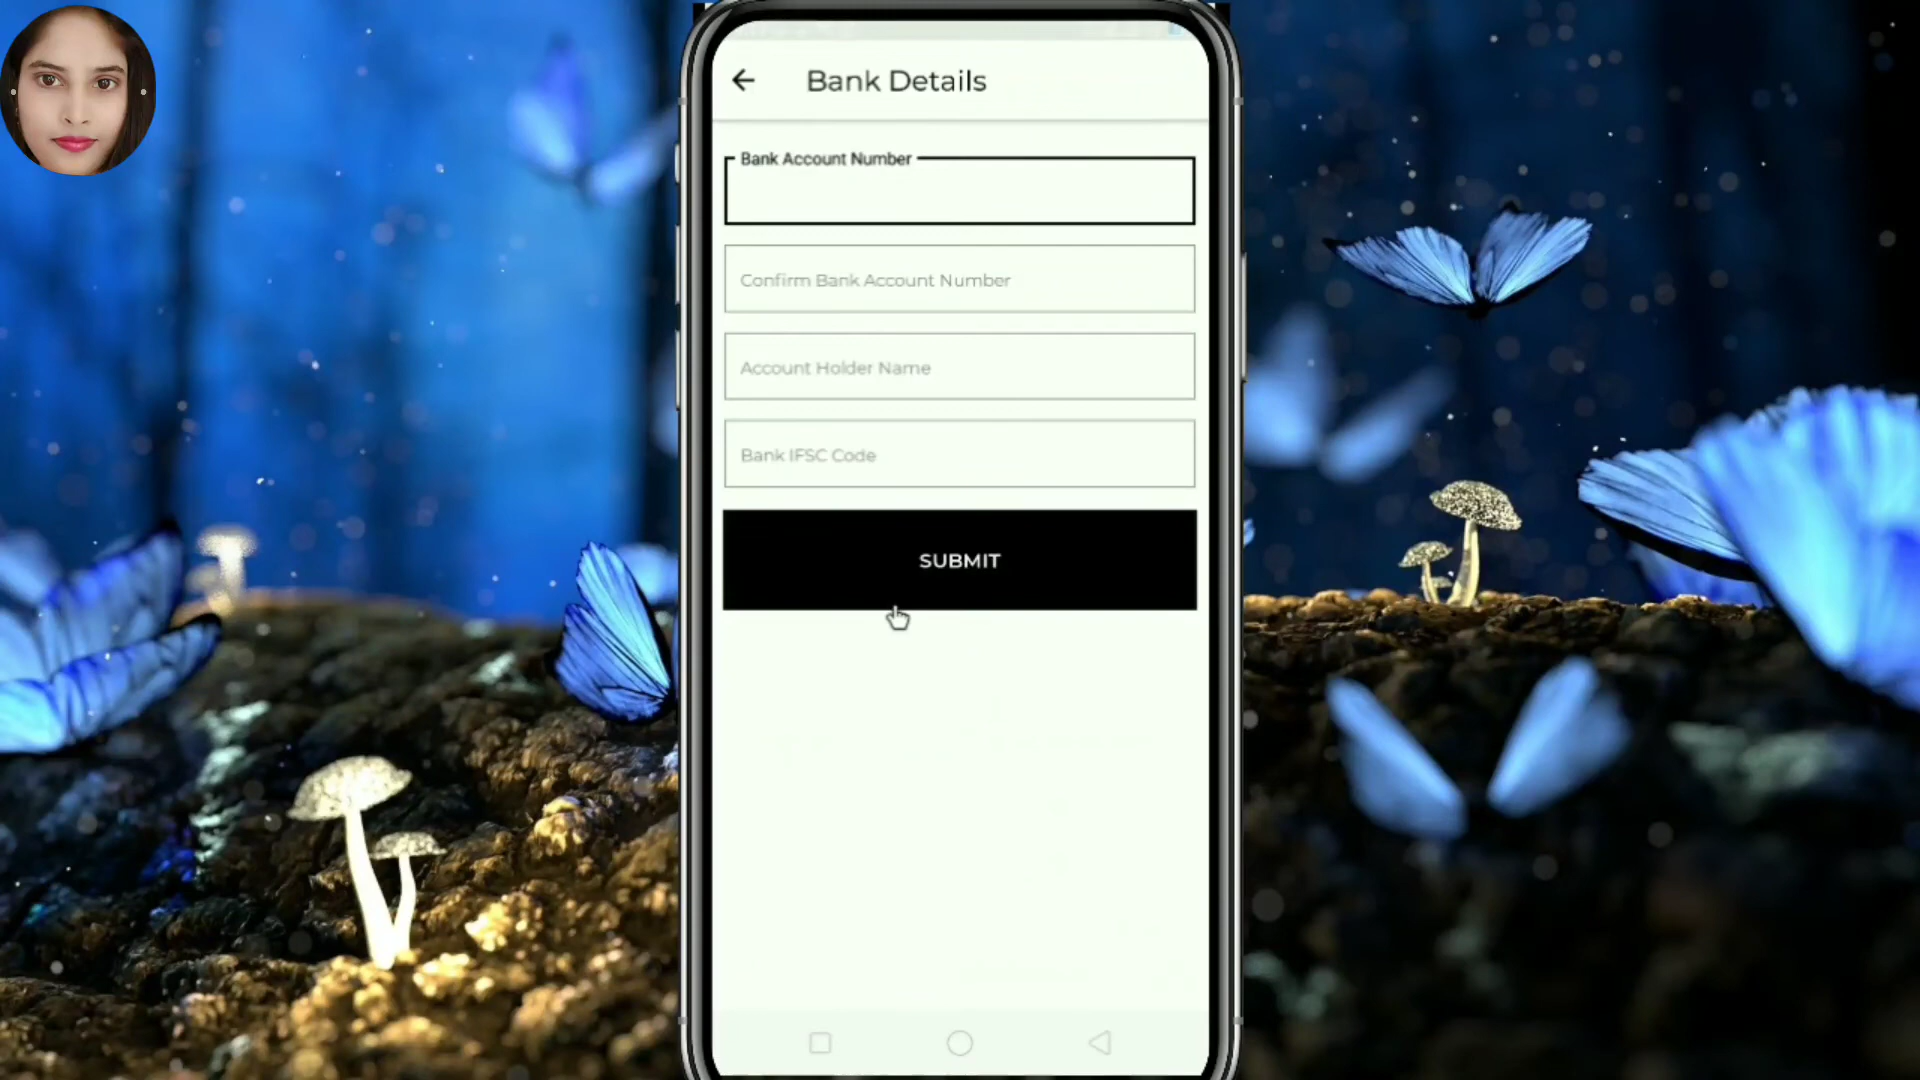 Bank Details
Bank Account Number
Confirm Bank Account Number
Account Holder Name
Bank IFSC Code
SUBMIT